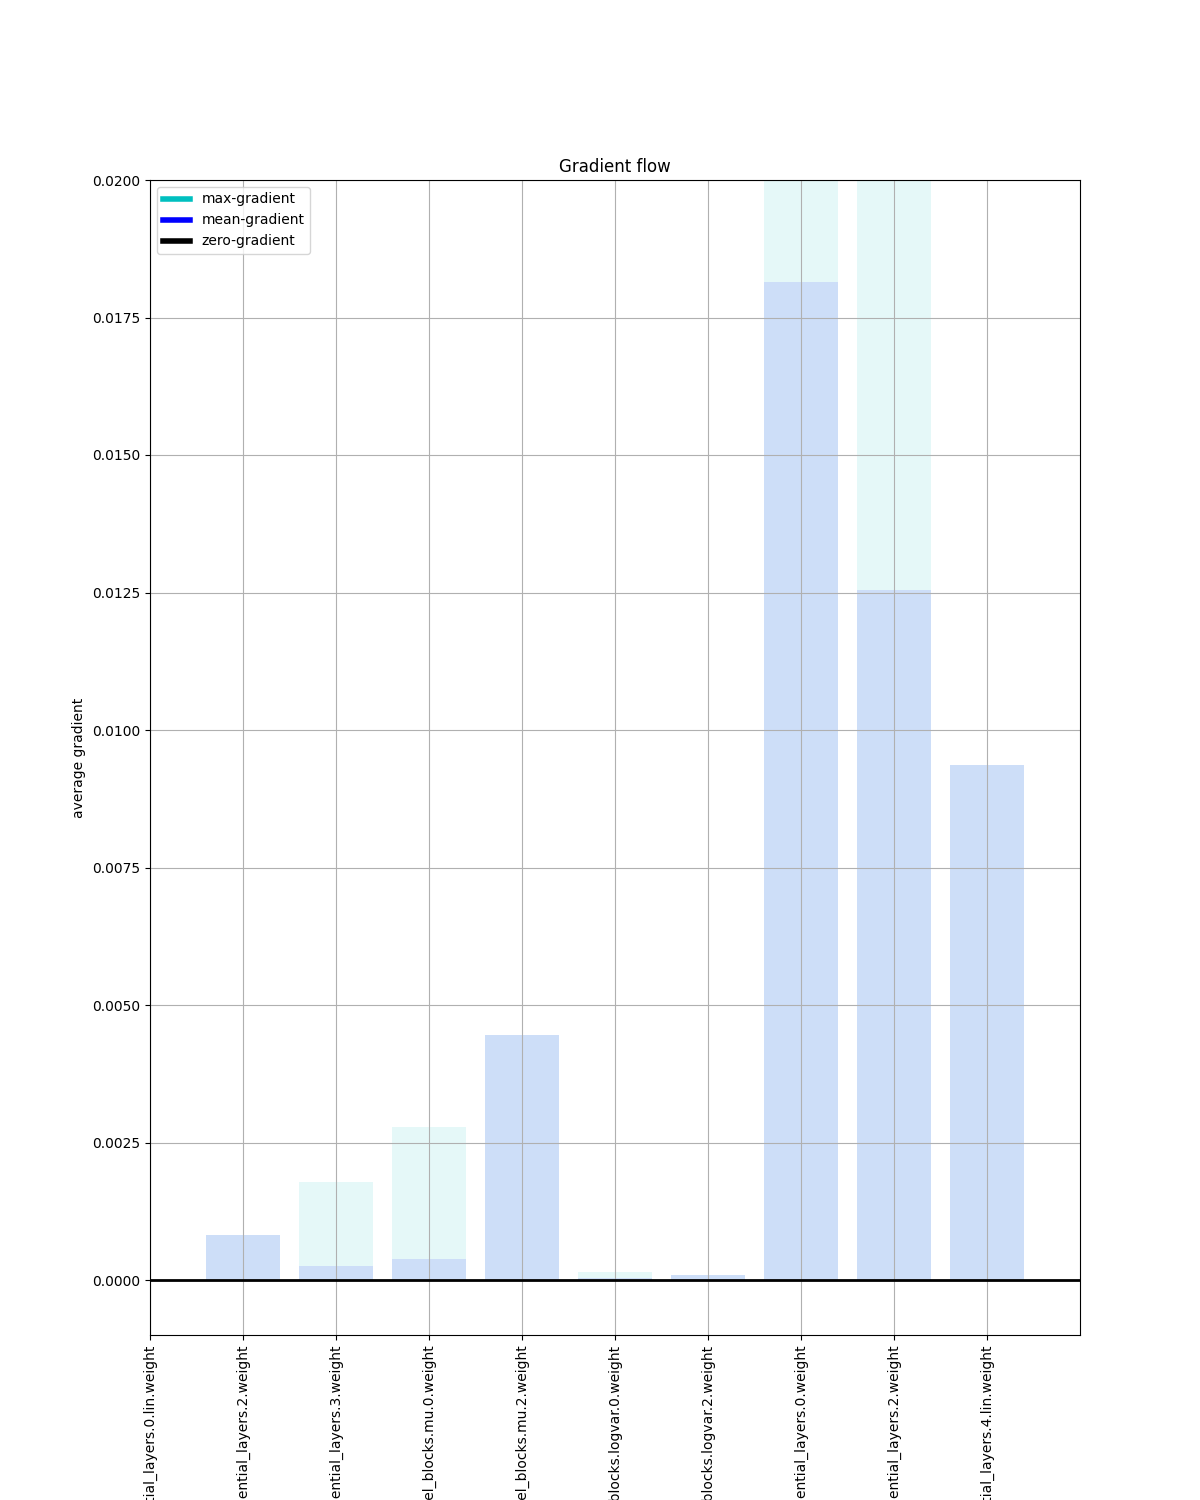 Gradient flow
max-gradient
mean-gradient
zero-gradient
0.0200
0.0175
0.0150
0.0125
0.0100
0.0075
0.0050
0.0025
0.0000
average gradient
tial_layers.0.lin.weight
ential_layers.2.weight
ential_layers.3.weight
el_blocks.mu.0.weight
el_blocks.mu.2.weight
blocks.logvar.0.weight
blocks.logvar.2.weight
ential_layers.0.weight
ential_layers.2.weight
tial_layers.4.lin.weight